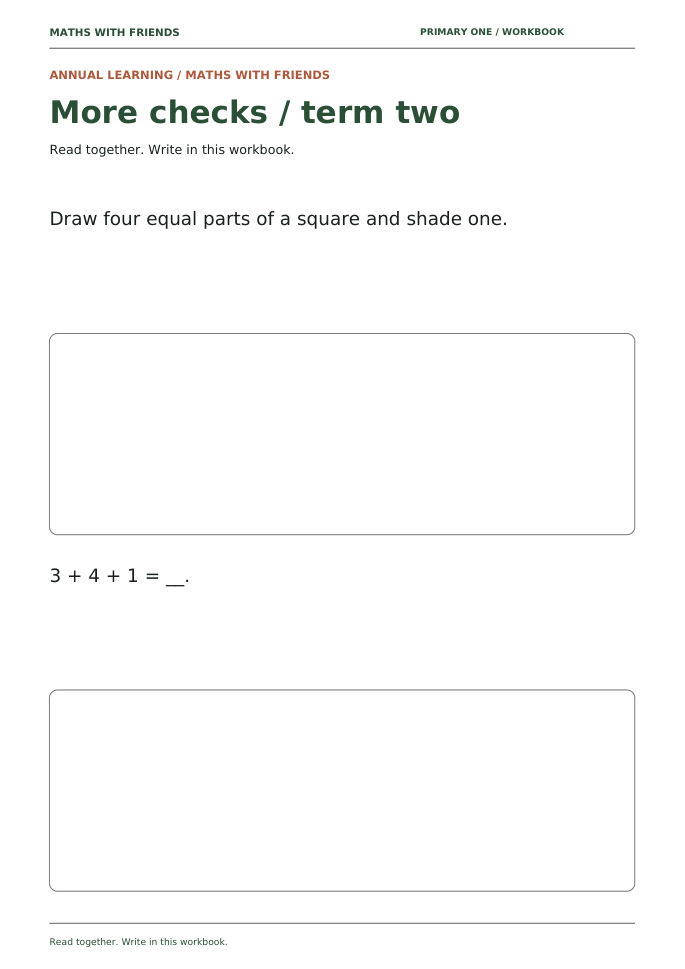 MATHS WITH FRIENDS
PRIMARY ONE / WORKBOOK
ANNUAL LEARNING / MATHS WITH FRIENDS
More checks / term two
Read together. Write in this workbook.
Draw four equal parts of a square and shade one.
3 + 4 + 1 = __.
Read together. Write in this workbook.